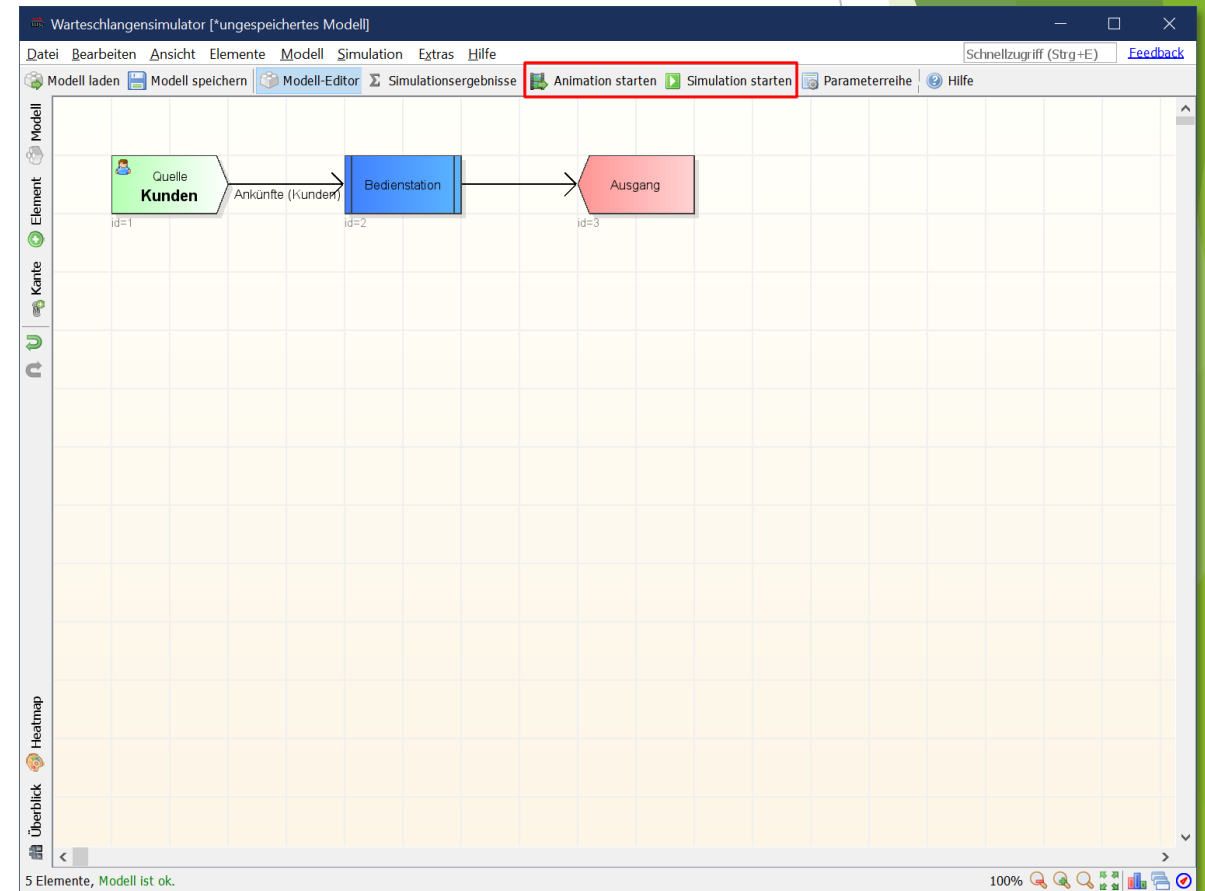 Warteschlangensimulator [*ungespeichertes Modell]
Datei Bearbeiten Ansicht Elemente Modell Simulation Extras Hilfe Schnellzugriff (Strg+E) Feedback
Modell laden Modell speichern Modell-Editor Σ Simulationsergebnisse Animation starten Simulation starten Parameterreihe Hilfe
Modell
Element
Kante
Heatmap
Überblick
Quelle
Kunden
id=1
Ankünfte (Kunden)
Bedienstation
id=2
Ausgang
id=3
5 Elemente, Modell ist ok. 100%